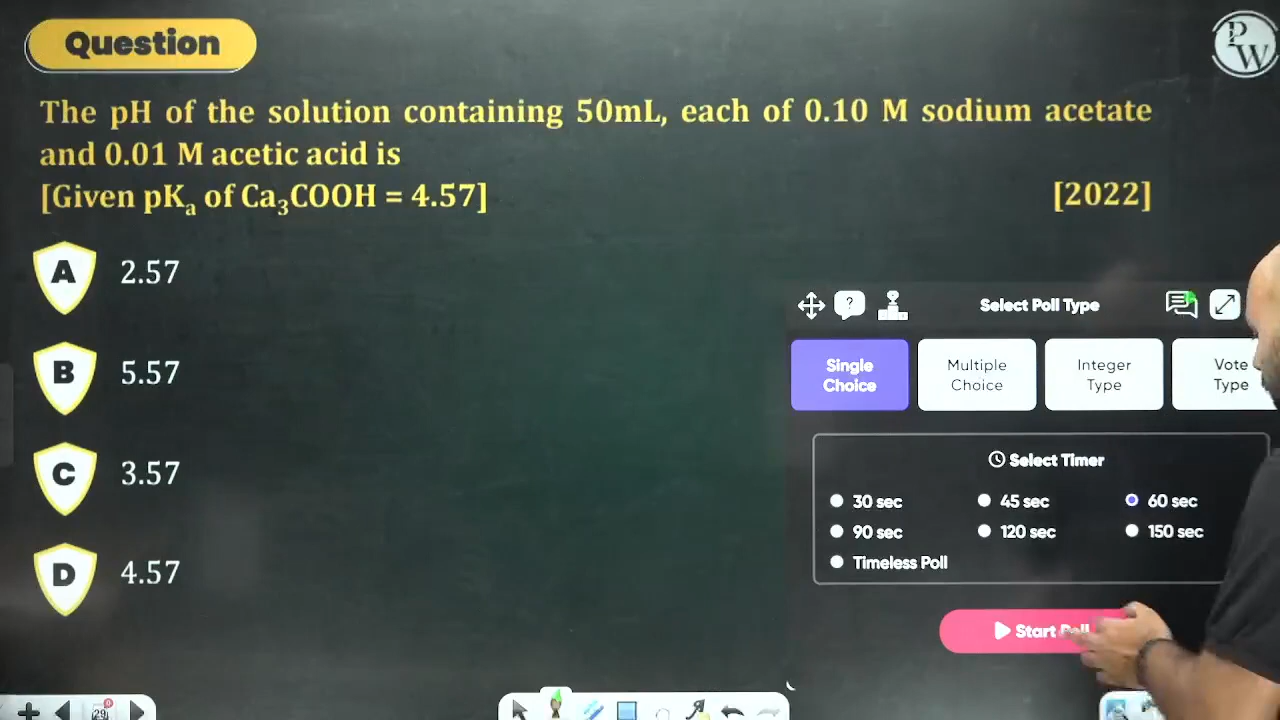 Question
PW
The pH of the solution containing 50mL, each of 0.10 M sodium acetate
and 0.01 M acetic acid is
[Given pKₐ of Ca₃COOH = 4.57] [2022]
A 2.57
B 5.57
C 3.57
D 4.57
?
Select Poll Type
Single
Choice
Multiple
Choice
Integer
Type
Vote
Type
Select Timer
30 sec 45 sec 60 sec
90 sec 120 sec 150 sec
Timeless Poll
Start Poll
29